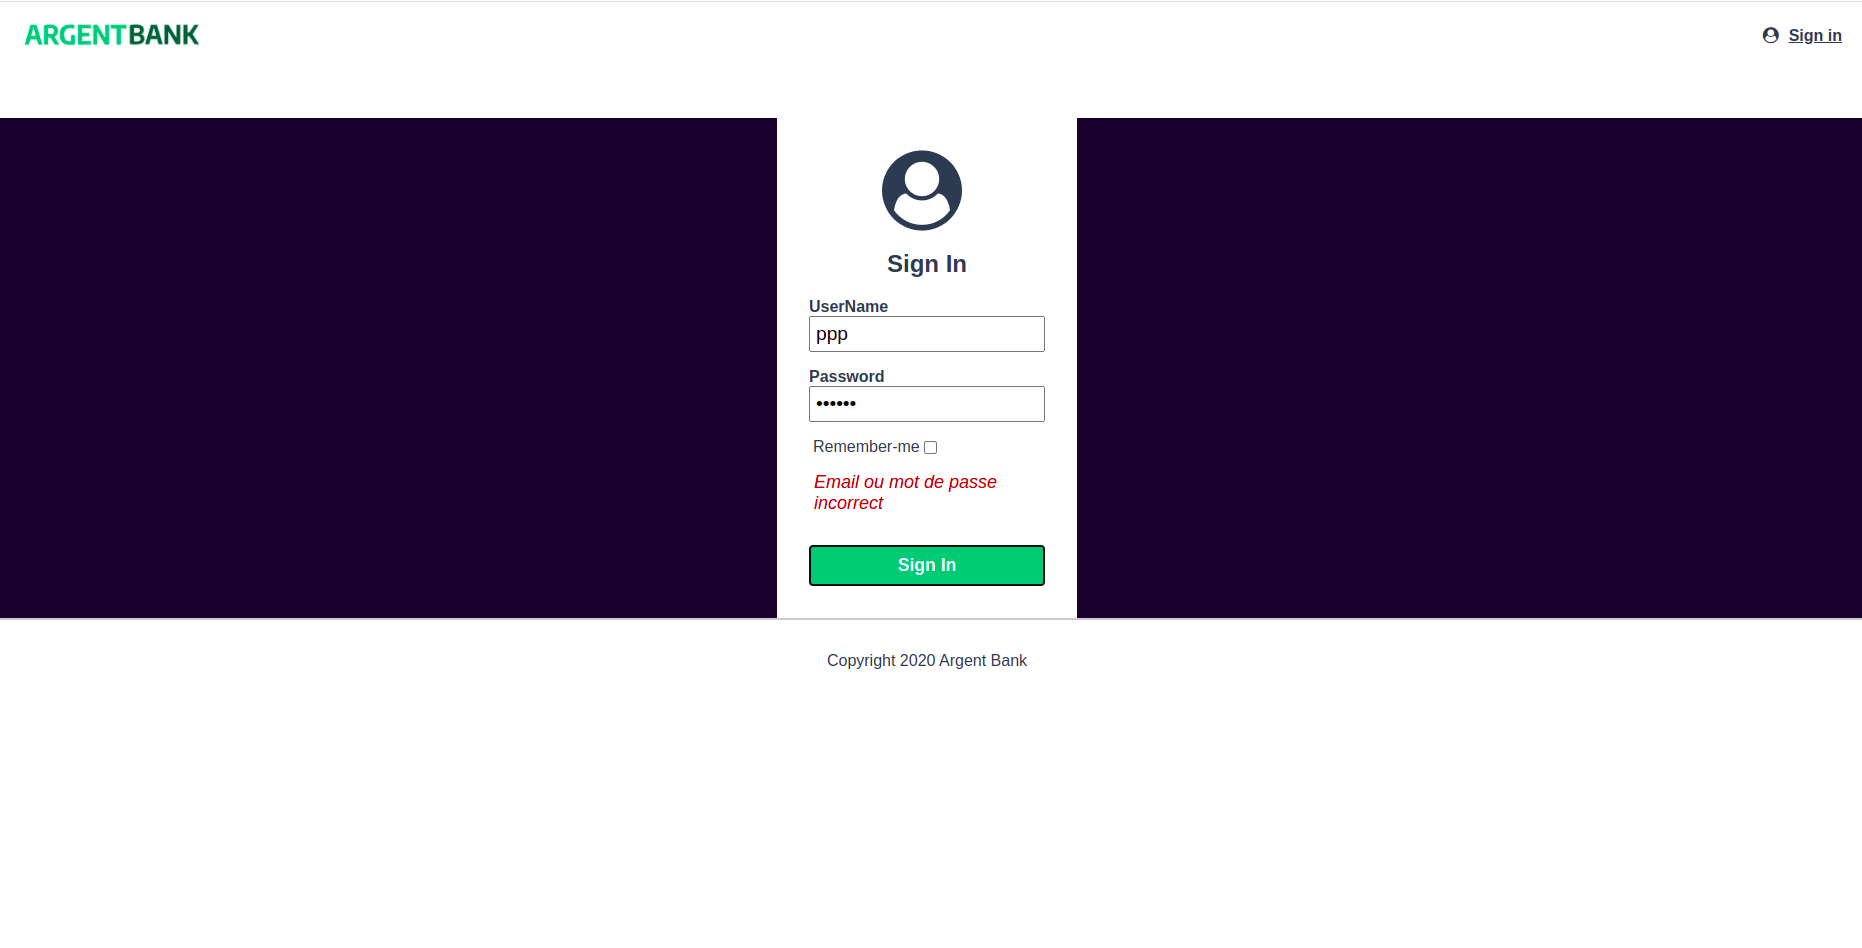 ARGENTBANK
Sign in
Sign In
UserName
ppp
Password
••••••
Remember-me
Email ou mot de passe
incorrect
Sign In
Copyright 2020 Argent Bank